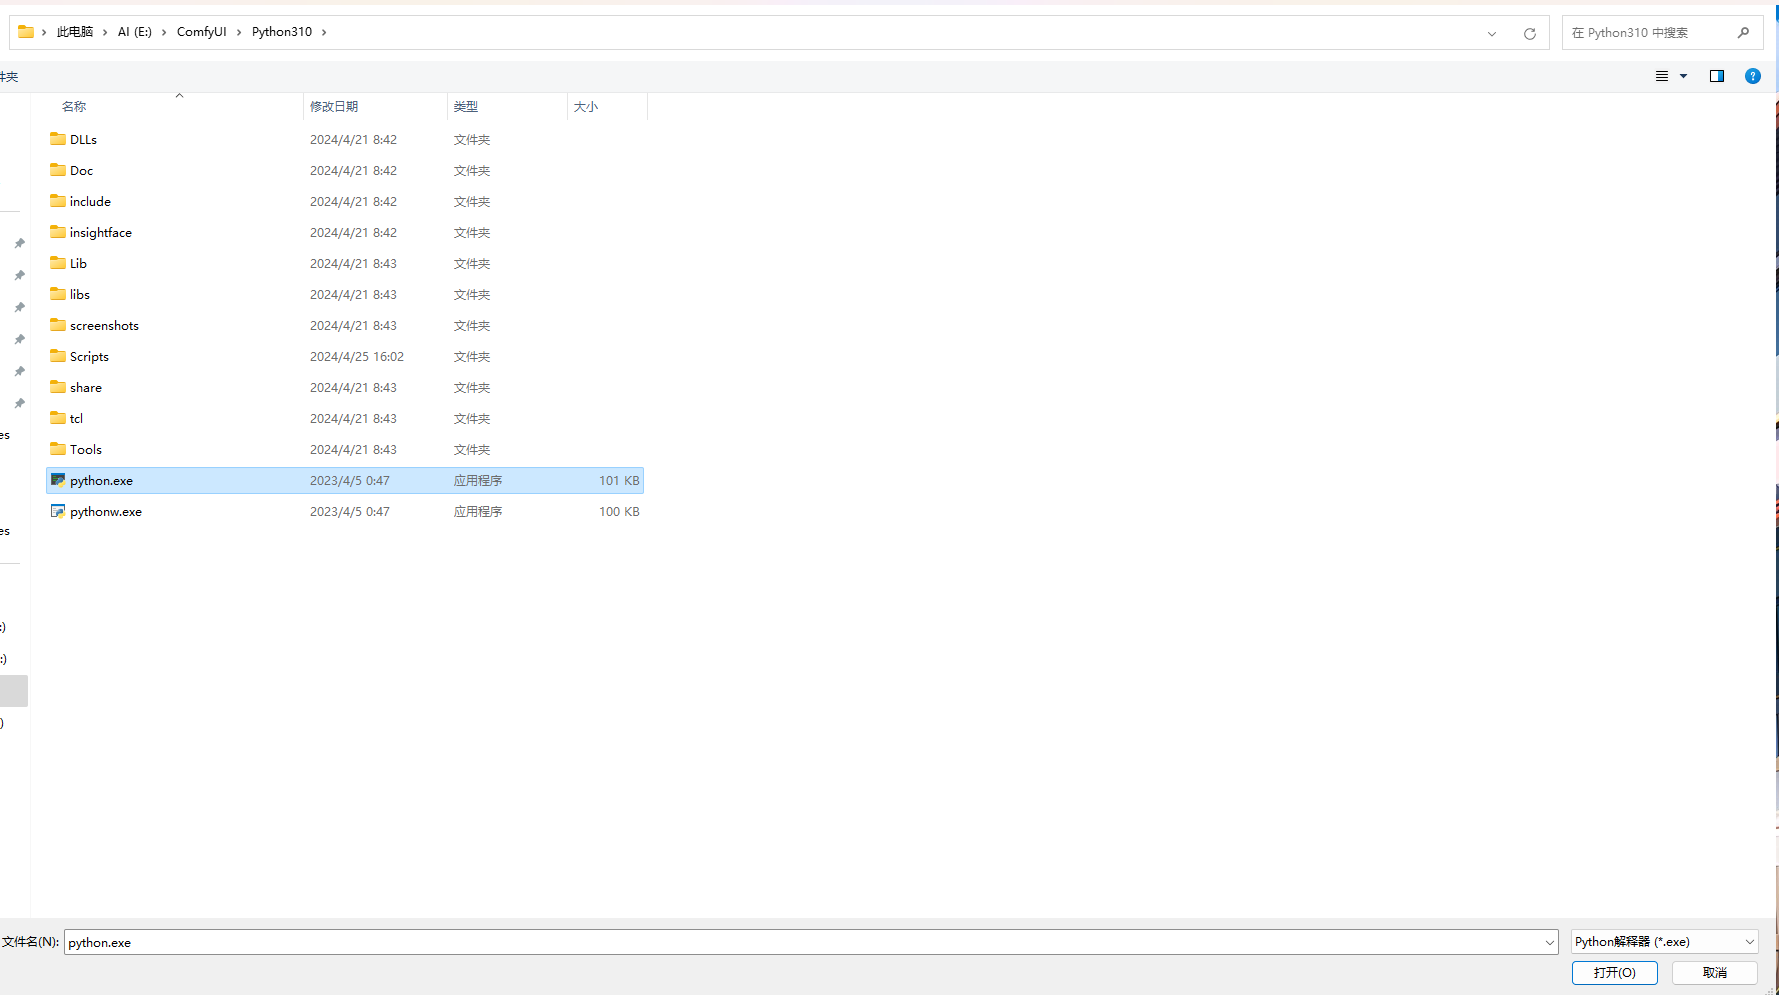 此电脑 › AI (E:) › ComfyUI › Python310 ›
在 Python310 中搜索
件夹
名称 修改日期 类型 大小
DLLs 2024/4/21 8:42 文件夹
Doc 2024/4/21 8:42 文件夹
include 2024/4/21 8:42 文件夹
insightface 2024/4/21 8:42 文件夹
Lib 2024/4/21 8:43 文件夹
libs 2024/4/21 8:43 文件夹
screenshots 2024/4/21 8:43 文件夹
Scripts 2024/4/25 16:02 文件夹
share 2024/4/21 8:43 文件夹
tcl 2024/4/21 8:43 文件夹
es
Tools 2024/4/21 8:43 文件夹
python.exe 2023/4/5 0:47 应用程序 101 KB
pythonw.exe 2023/4/5 0:47 应用程序 100 KB
es
:)
:)
)
文件名(N): python.exe
Python解释器 (*.exe)
打开(O) 取消